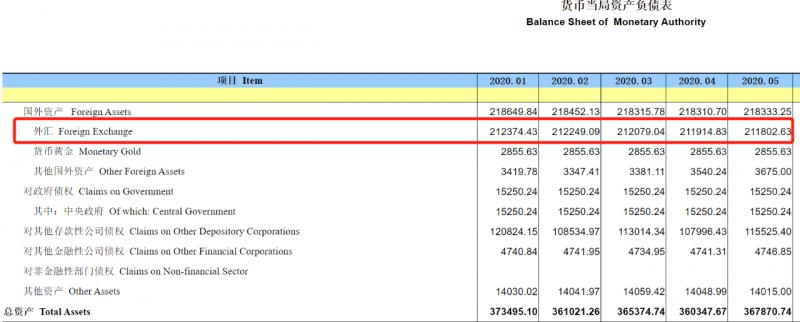 货币当局资产负债表
Balance Sheet of Monetary Authority
项目 Item 2020.01 2020.02 2020.03 2020.04 2020.05
国外资产 Foreign Assets 218649.84 218452.13 218315.78 218310.70 218333.25
外汇 Foreign Exchange 212374.43 212249.09 212079.04 211914.83 211802.63
货币黄金 Monetary Gold 2855.63 2855.63 2855.63 2855.63 2855.63
其他国外资产 Other Foreign Assets 3419.78 3347.41 3381.11 3540.24 3675.00
对政府债权 Claims on Government 15250.24 15250.24 15250.24 15250.24 15250.24
其中：中央政府 Of which: Central Government 15250.24 15250.24 15250.24 15250.24 15250.24
对其他存款性公司债权 Claims on Other Depository Corporations 120824.15 108534.97 113014.34 107996.43 115525.40
对其他金融性公司债权 Claims on Other Financial Corporations 4740.84 4741.95 4734.95 4741.31 4746.85
对非金融性部门债权 Claims on Non-financial Sector
其他资产 Other Assets 14030.02 14041.97 14059.42 14048.99 14015.00
总资产 Total Assets 373495.10 361021.26 365374.74 360347.67 367870.74